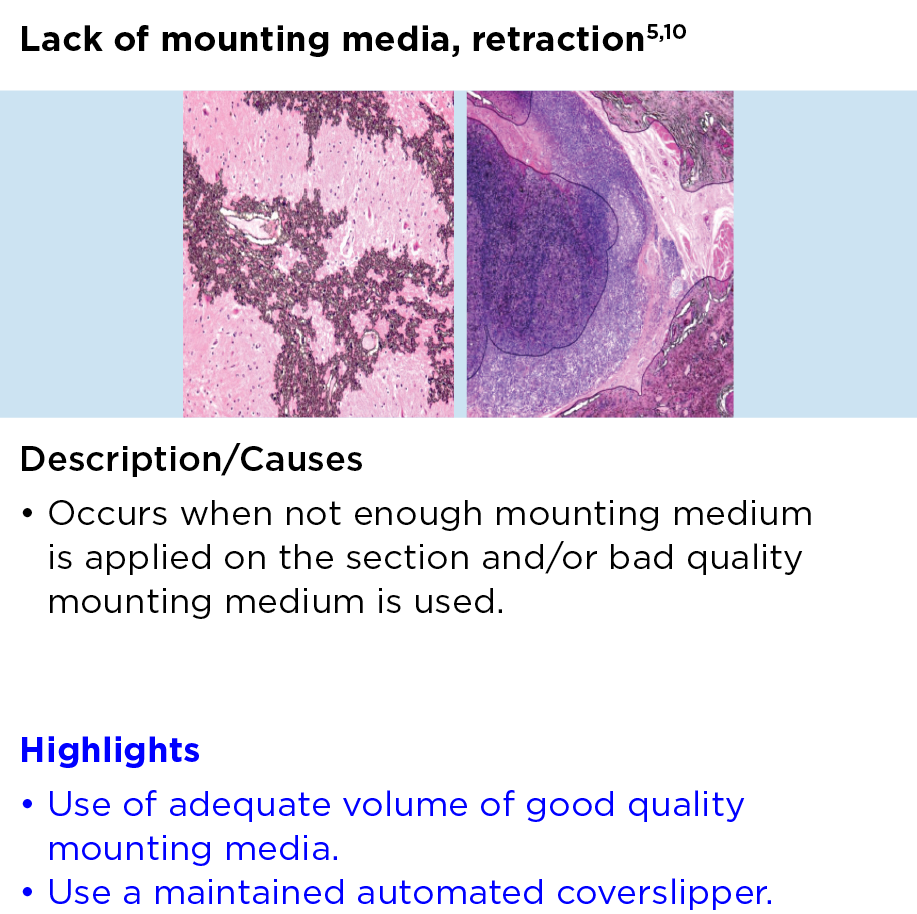 Lack of mounting media, retraction5,10
Description/Causes
• Occurs when not enough mounting medium
is applied on the section and/or bad quality
mounting medium is used.
Highlights
• Use of adequate volume of good quality
mounting media.
• Use a maintained automated coverslipper.